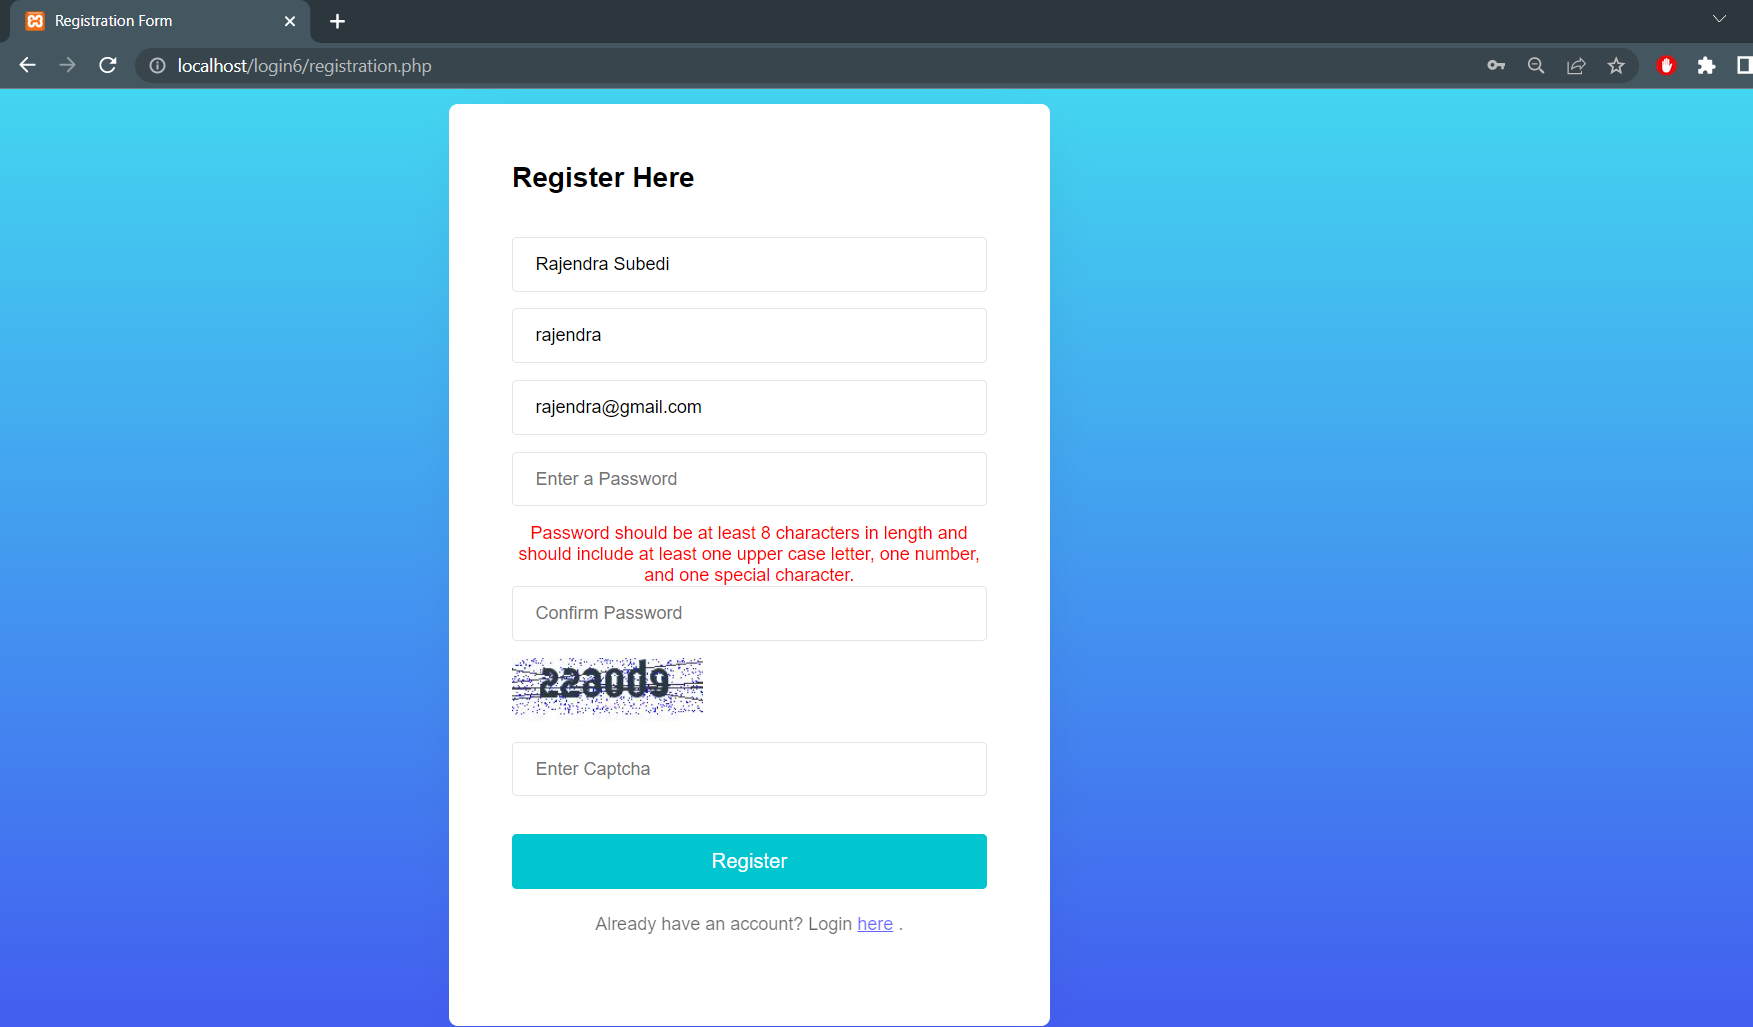 Registration Form
localhost/login6/registration.php
Register Here
Rajendra Subedi
rajendra
rajendra@gmail.com
Enter a Password
Password should be at least 8 characters in length and
should include at least one upper case letter, one number,
and one special character.
Confirm Password
22a0d9
Enter Captcha
Register
Already have an account? Login here .